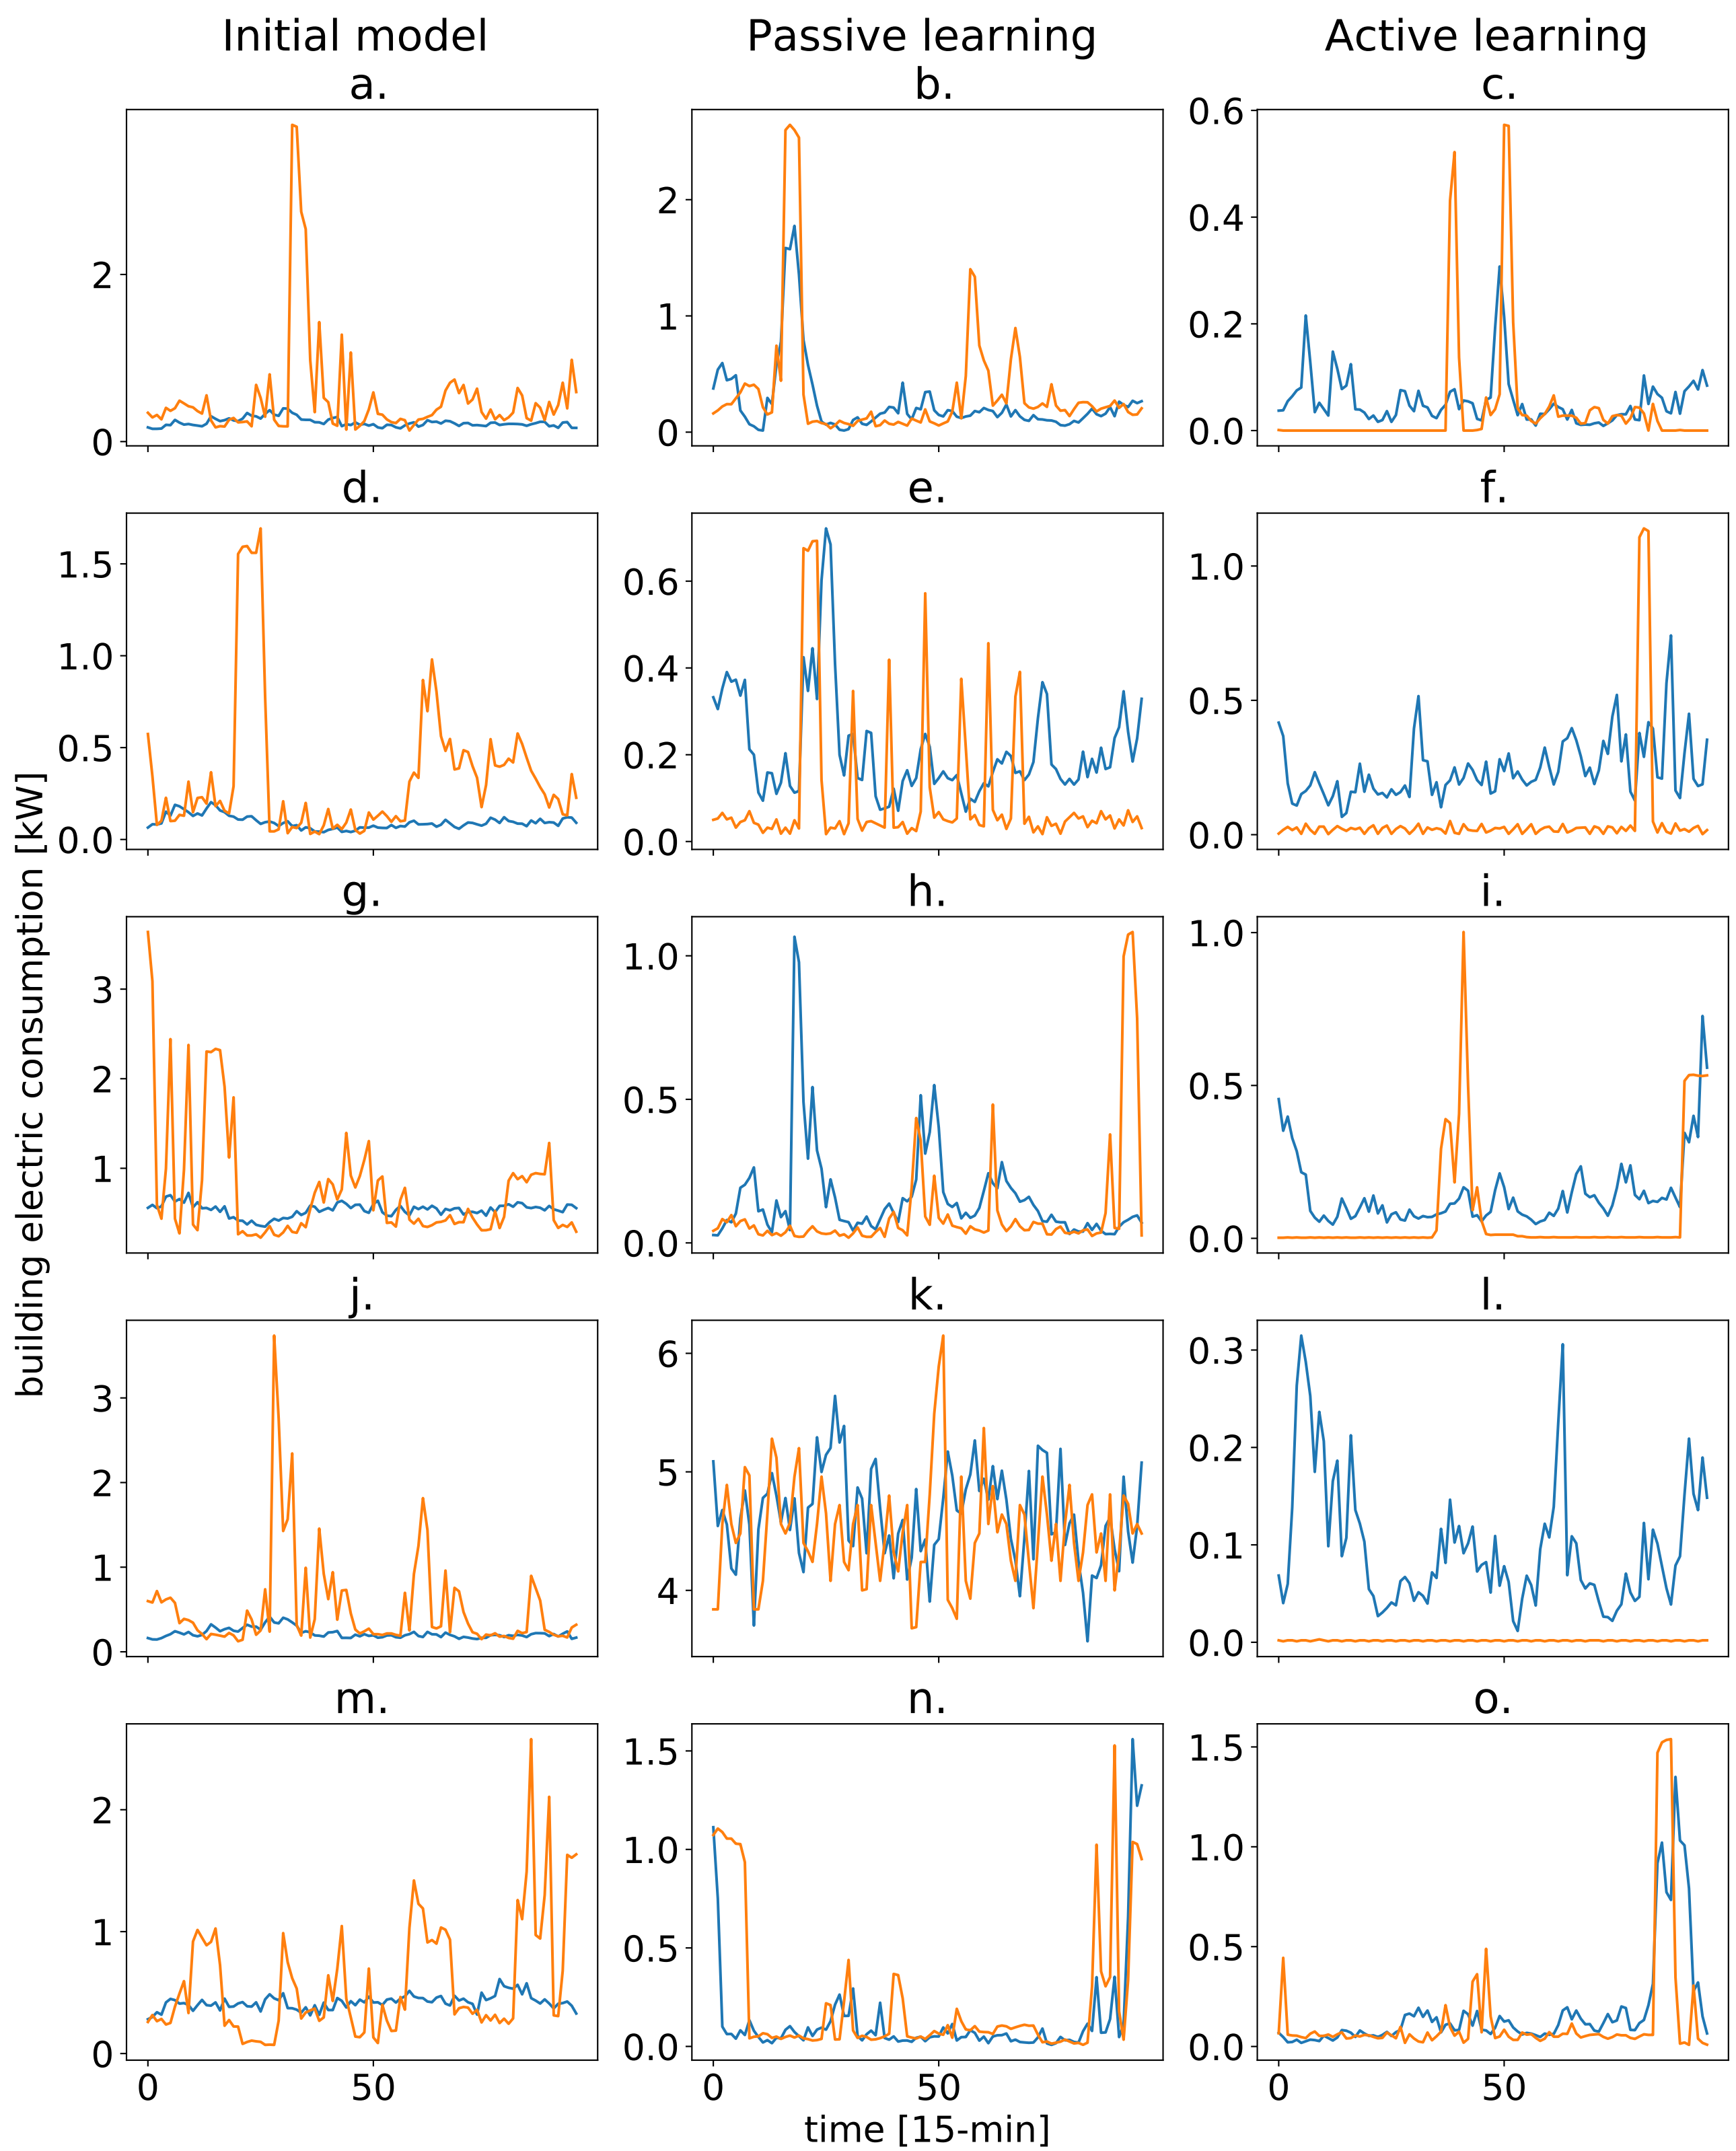 Initial model
Passive learning
Active learning
a.
b.
c.
2
0
2
1
0
0.6
0.4
0.2
0.0
d.
e.
f.
1.5
1.0
0.5
0.0
0.6
0.4
0.2
0.0
1.0
0.5
0.0
building electric consumption [kW]
g.
h.
i.
3
2
1
1.0
0.5
0.0
1.0
0.5
0.0
j.
k.
l.
3
2
1
0
6
5
4
0.3
0.2
0.1
0.0
m.
n.
o.
2
1
0
1.5
1.0
0.5
0.0
1.5
1.0
0.5
0.0
0
50
0
50
0
50
time [15-min]